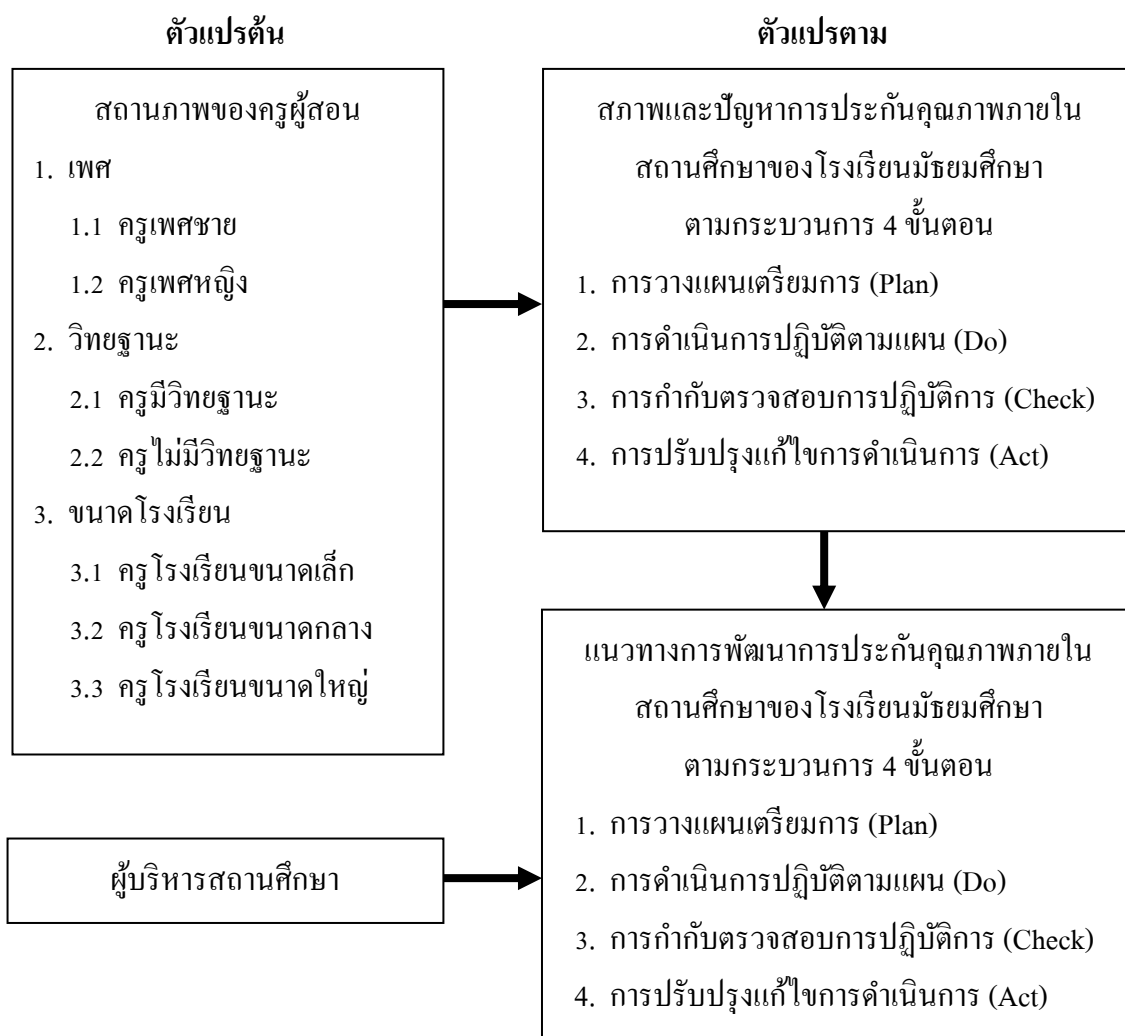 ตัวแปรต้น
สถานภาพของครูผู้สอน
1. เพศ
1.1 ครูเพศชาย
1.2 ครูเพศหญิง
2. วิทยฐานะ
2.1 ครูมีวิทยฐานะ
2.2 ครูไม่มีวิทยฐานะ
3. ขนาดโรงเรียน
3.1 ครูโรงเรียนขนาดเล็ก
3.2 ครูโรงเรียนขนาดกลาง
3.3 ครูโรงเรียนขนาดใหญ่
ผู้บริหารสถานศึกษา
ตัวแปรตาม
สภาพและปัญหาการประกันคุณภาพภายใน
สถานศึกษาของโรงเรียนมัธยมศึกษา
ตามกระบวนการ 4 ขั้นตอน
1. การวางแผนเตรียมการ (Plan)
2. การดำเนินการปฏิบัติตามแผน (Do)
3. การกำกับตรวจสอบการปฏิบัติการ (Check)
4. การปรับปรุงแก้ไขการดำเนินการ (Act)
แนวทางการพัฒนาการประกันคุณภาพภายใน
สถานศึกษาของโรงเรียนมัธยมศึกษา
ตามกระบวนการ 4 ขั้นตอน
1. การวางแผนเตรียมการ (Plan)
2. การดำเนินการปฏิบัติตามแผน (Do)
3. การกำกับตรวจสอบการปฏิบัติการ (Check)
4. การปรับปรุงแก้ไขการดำเนินการ (Act)